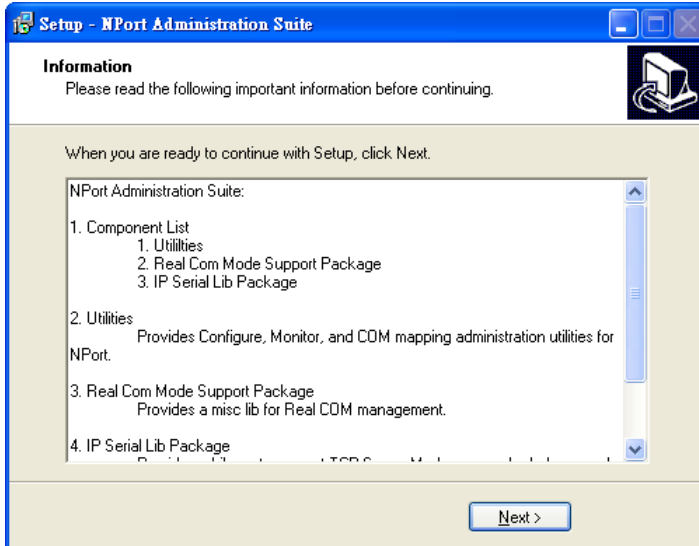 Setup - NPort Administration Suite
Information
Please read the following important information before continuing.
When you are ready to continue with Setup, click Next.
NPort Administration Suite:
1. Component List
1. Utililties
2. Real Com Mode Support Package
3. IP Serial Lib Package
2. Utilities
Provides Configure, Monitor, and COM mapping administration utilities for
NPort.
3. Real Com Mode Support Package
Provides a misc lib for Real COM management.
4. IP Serial Lib Package
Next >